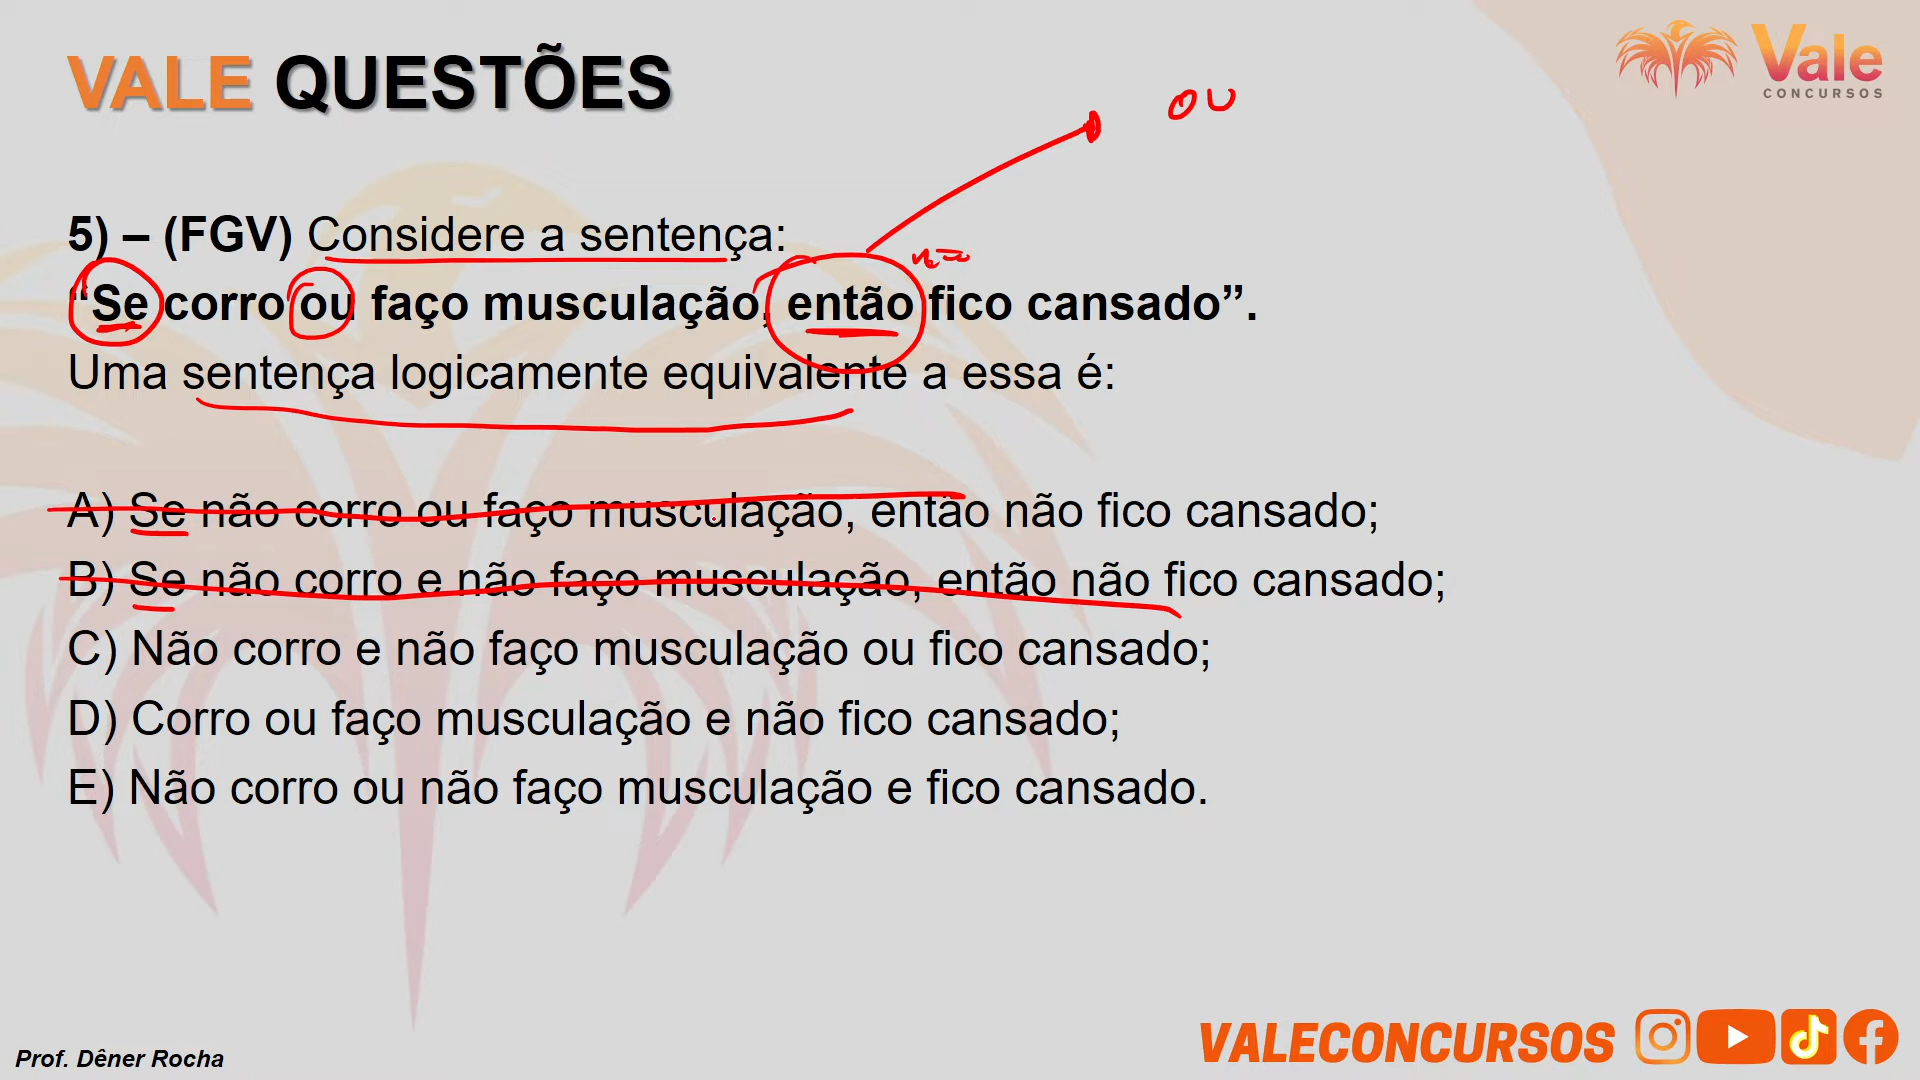 VALE QUESTÕES
Vale
CONCURSOS
OU
5) – (FGV) Considere a sentença:
“Se corro ou faço musculação, então fico cansado”.
Uma sentença logicamente equivalente a essa é:
A) Se não corro ou faço musculação, então não fico cansado;
B) Se não corro e não faço musculação, então não fico cansado;
C) Não corro e não faço musculação ou fico cansado;
D) Corro ou faço musculação e não fico cansado;
E) Não corro ou não faço musculação e fico cansado.
VALECONCURSOS
Prof. Dêner Rocha